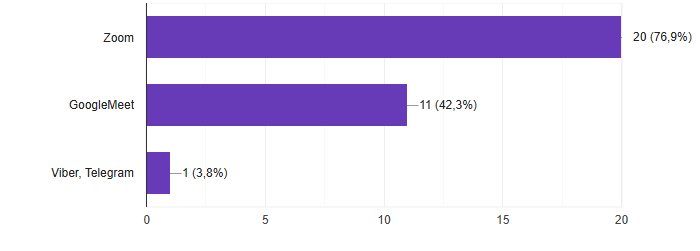 Zoom 20 (76,9%)
GoogleMeet 11 (42,3%)
Viber, Telegram 1 (3,8%)
0 5 10 15 20